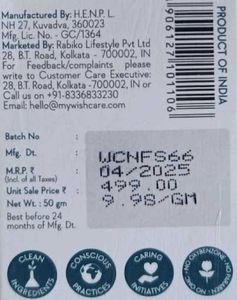 Manufactured By: H.E.N.P. L.
NH 27, Kuvadva, 360023
Mfg. Lic. No. - GC/1364
Marketed By: Rabiko Lifestyle Pvt Ltd
28, B.T. Road, Kolkata - 700002, IN
For Feedback/complaints please
write to Customer Care Executive:
28, B.T. Road, Kolkata - 700002, IN
or Call us on +91-8336833230
Email: hello@mywishcare.com
PRODUCT OF INDIA
Batch No :
Mfg. Dt.
M.R.P ₹
(Incl. of all Taxes)
Unit Sale Price ₹
Net Wt. : 50 gm
Best before 24
months of Mfg. Dt.
WCNFS66
04/2025
499.00
9.98/GM
CLEAN
INGREDIENTS
CONSCIOUS
PRACTICES
CARING
INITIATIVES
NO OXYBENZONE